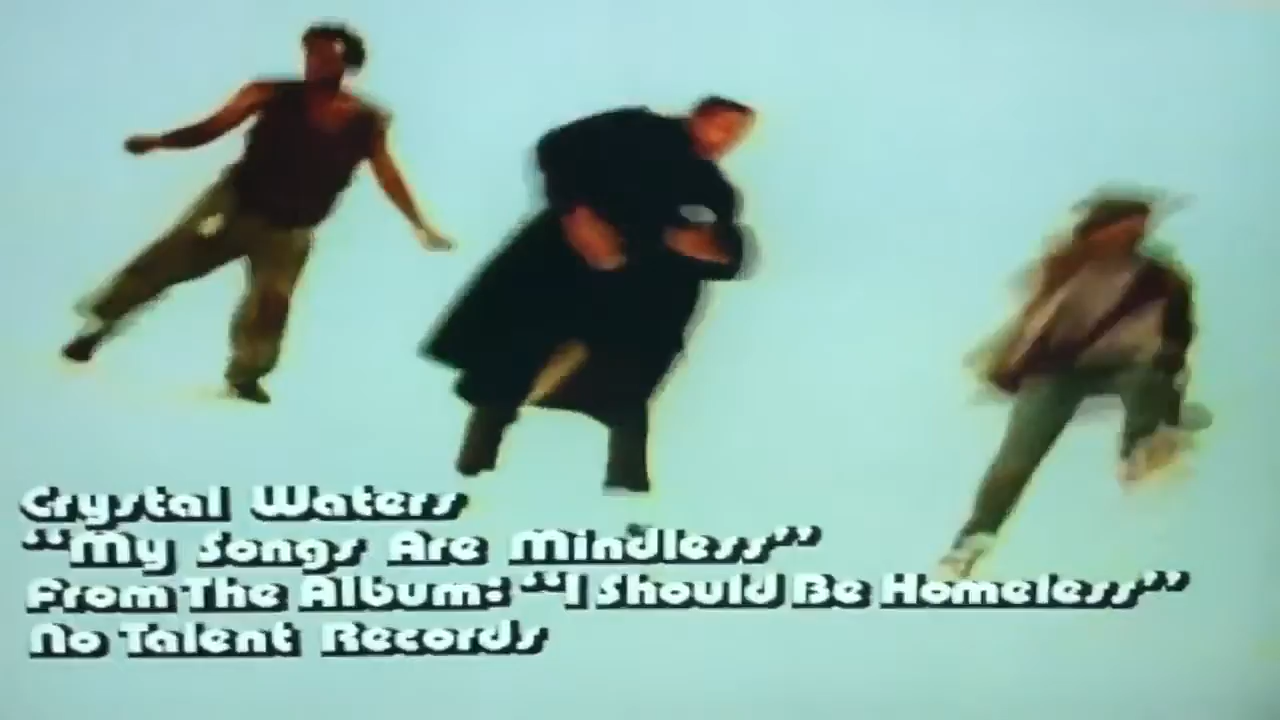 Crystal Waters
“My Songs Are Mindless”
From The Album: “I Should Be Homeless”
No Talent Records